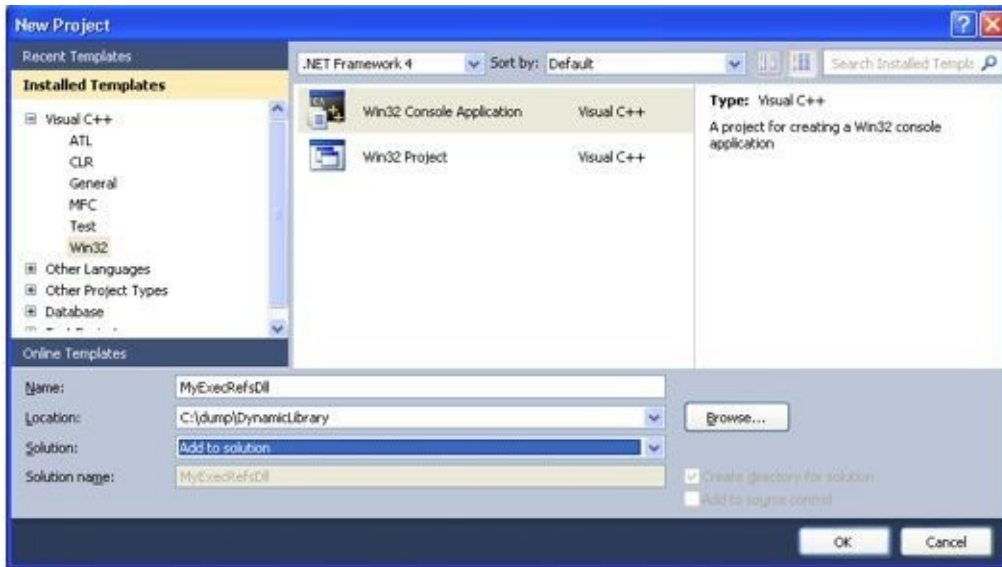 New Project
Recent Templates
Installed Templates
Visual C++
ATL
CLR
General
MFC
Test
Win32
Other Languages
Other Project Types
Database
Online Templates
.NET Framework 4
Sort by: Default
Search Installed Templa
Win32 Console Application Visual C++
Win32 Project Visual C++
Type: Visual C++
A project for creating a Win32 console
application
Name: MyExecRefsDll
Location: C:\dump\DynamicLibrary
Browse...
Solution: Add to solution
Solution name: MyExecRefsDll
Create directory for solution
Add to source control
OK Cancel